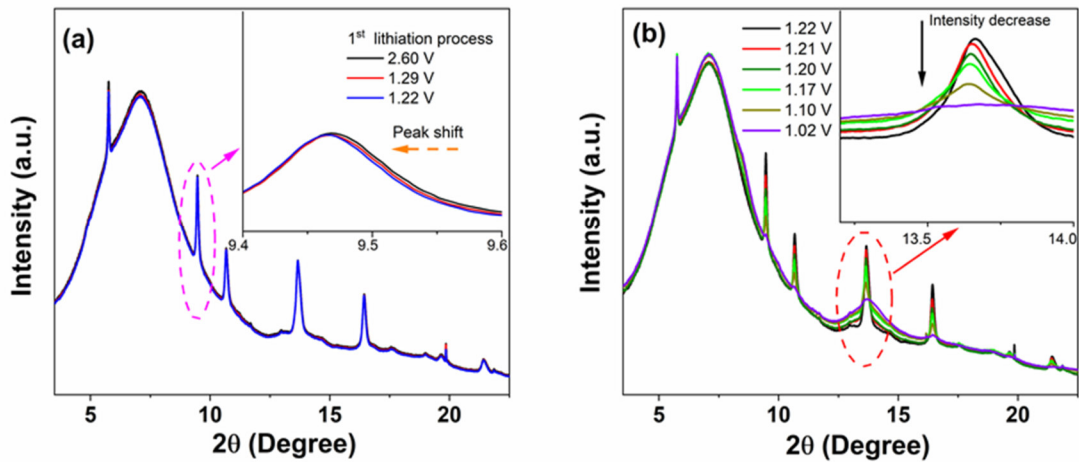 (a)
1st lithiation process
2.60 V
1.29 V
1.22 V
Peak shift
9.4 9.5 9.6
Intensity (a.u.)
5 10 15 20
2θ (Degree)
(b)
1.22 V
1.21 V
1.20 V
1.17 V
1.10 V
1.02 V
Intensity decrease
13.5 14.0
Intensity (a.u.)
5 10 15 20
2θ (Degree)